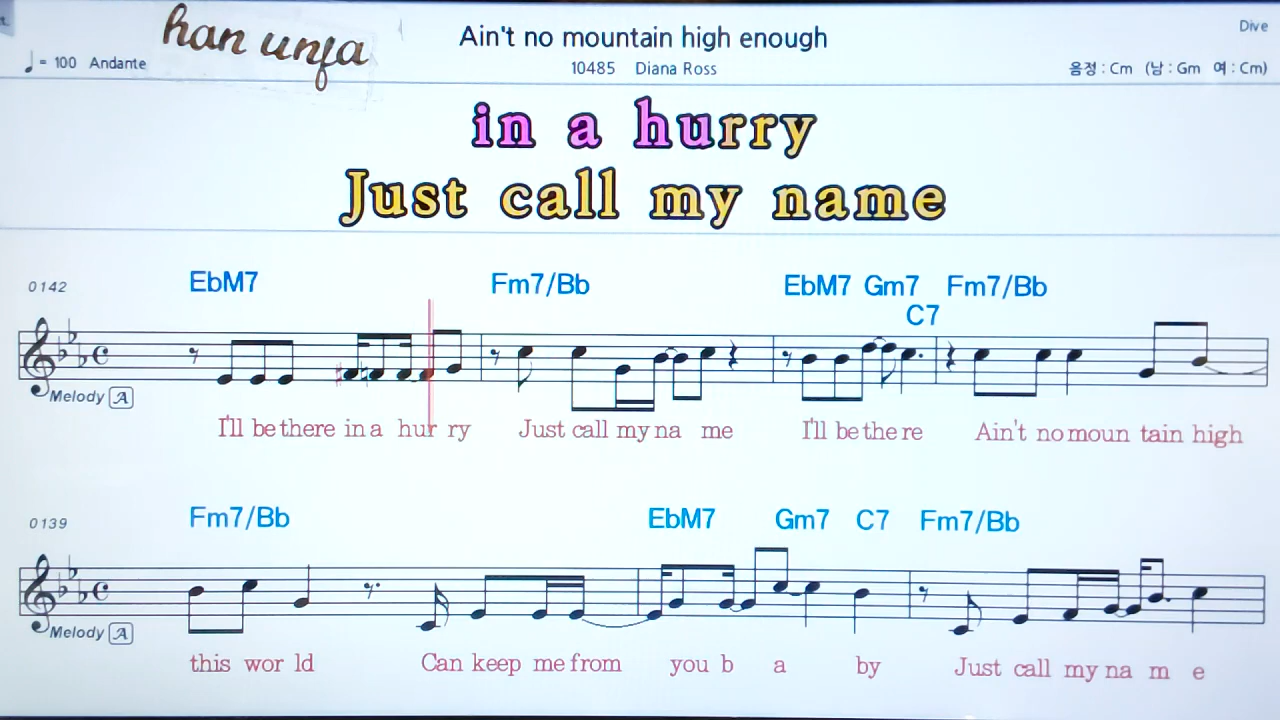 han unfa
Ain't no mountain high enough
Dive
♩ = 100 Andante
10485 Diana Ross
음정 : Cm (남 : Gm 여 : Cm)
in a hurry
Just call my name
0142
EbM7 Fm7/Bb EbM7 Gm7 Fm7/Bb
C7
Melody A
I'll be there in a hur ry Just call my na me I'll be the re Ain't no moun tain high
0139
Fm7/Bb EbM7 Gm7 C7 Fm7/Bb
Melody A
this wor ld Can keep me from you b a by Just call my na m e